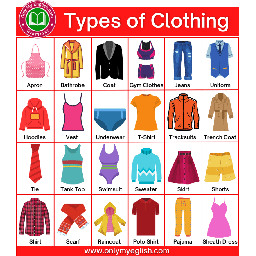 Types of Clothing
Apron Bathrobe Coat Gym Clothes Jeans Uniform
Hoodies Vest Underwear T-Shirt Tracksuits Trench Coat
Tie Tank Top Swimsuit Sweater Skirt Shorts
Shirt Scarf Raincoat Polo Shirt Pajama Sheath Dress
www.onlymyeglish.com